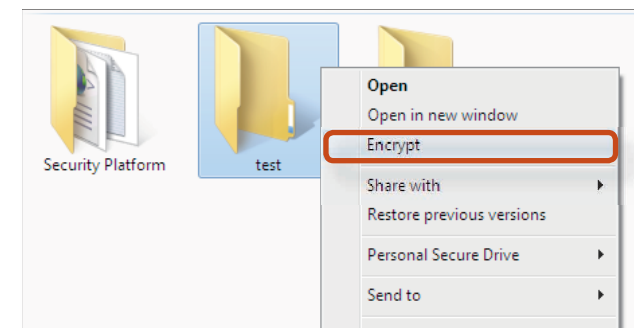 Security Platform
test
Open
Open in new window
Encrypt
Share with
Restore previous versions
Personal Secure Drive
Send to